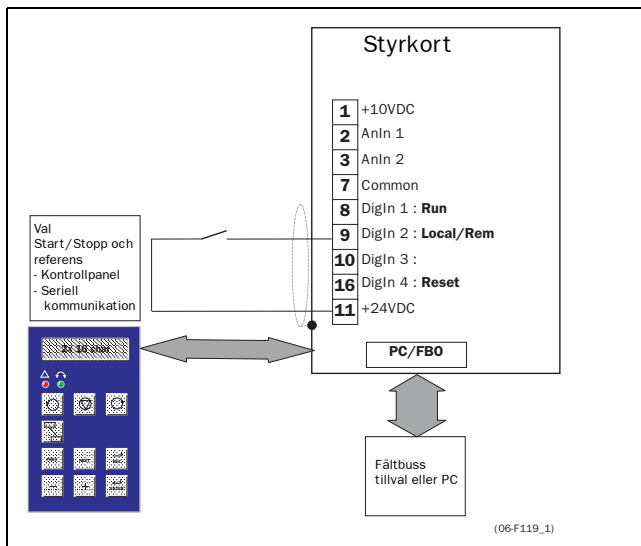 Styrkort
1 +10VDC
2 AnIn 1
3 AnIn 2
7 Common
8 DigIn 1 : Run
9 DigIn 2 : Local/Rem
10 DigIn 3 :
16 DigIn 4 : Reset
11 +24VDC
PC/FBO
Val
Start/Stopp och
referens
- Kontrollpanel
- Seriell
kommunikation
2x 16 char
Fältbuss
tillval eller PC
(06-F119_1)